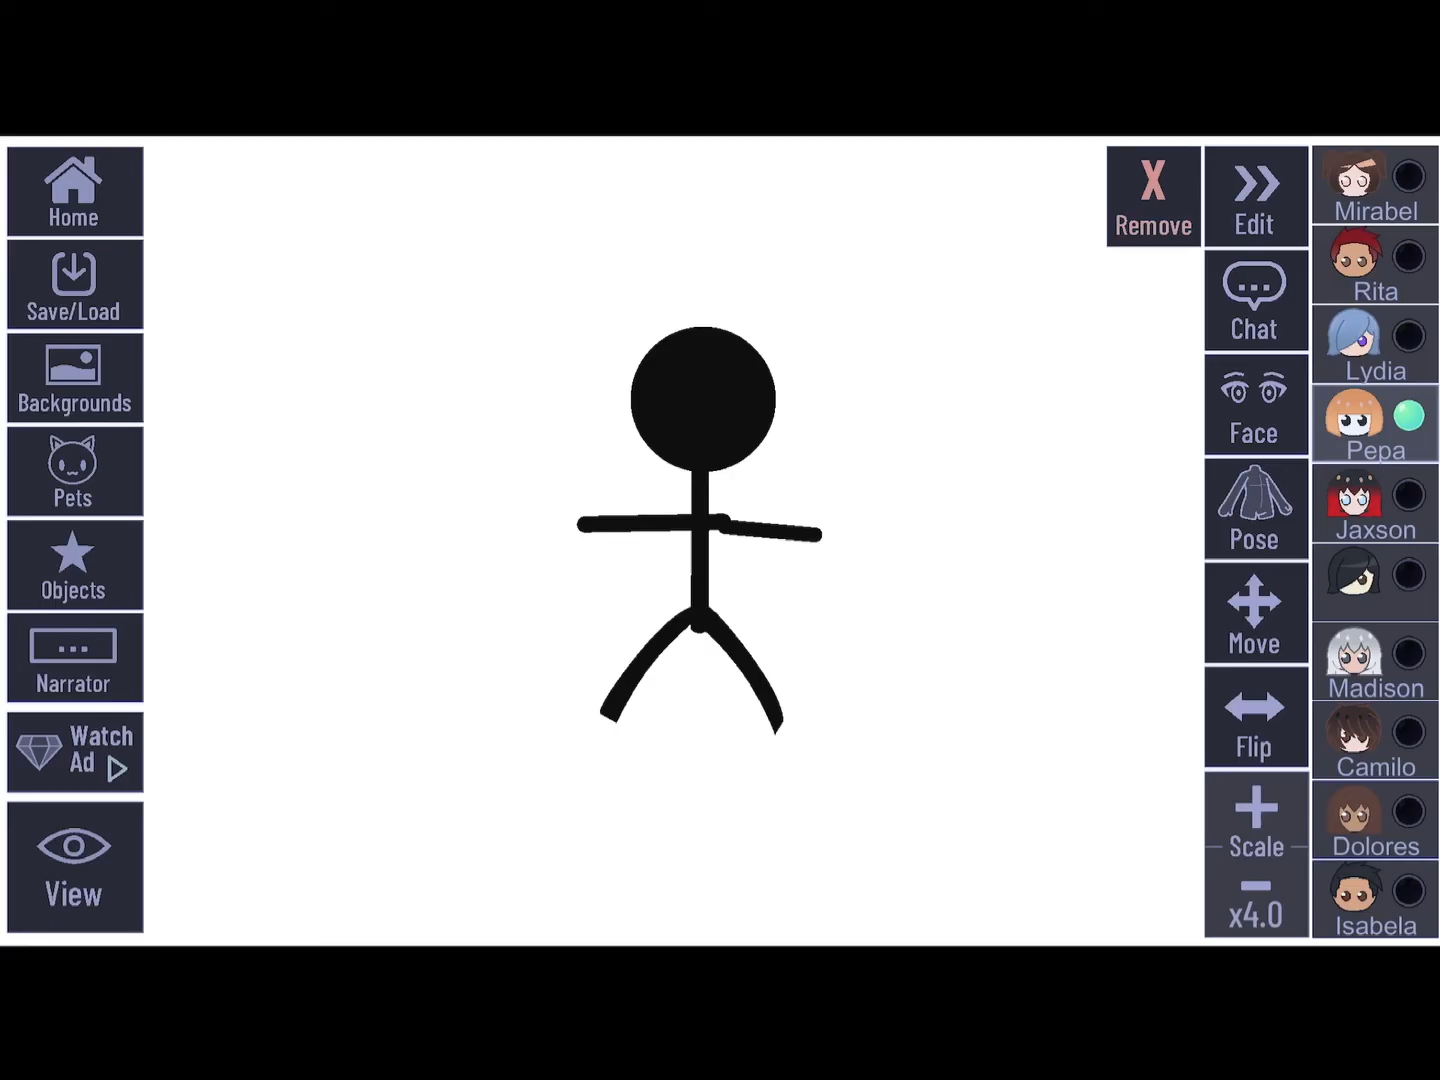 Home
Save/Load
Backgrounds
Pets
Objects
...
Narrator
Watch
Ad
View
X
Remove
Edit
...
Chat
Face
Pose
Move
Flip
Scale
x4.0
Mirabel
Rita
Lydia
Pepa
Jaxson
Madison
Camilo
Dolores
Isabela